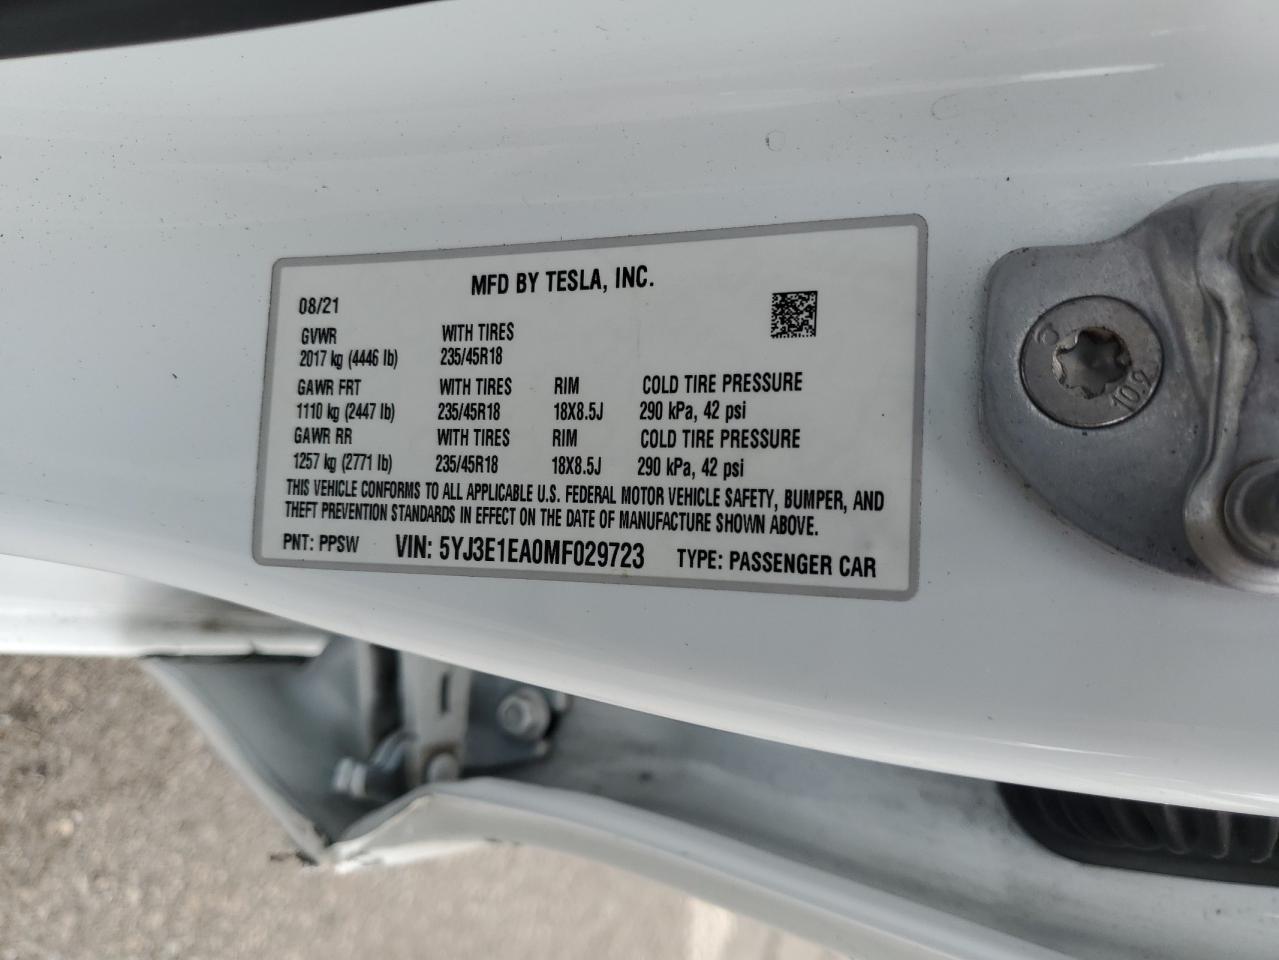 MFD BY TESLA, INC.
08/21
GVWR WITH TIRES
2017 kg (4446 lb) 235/45R18
GAWR FRT WITH TIRES RIM COLD TIRE PRESSURE
1110 kg (2447 lb) 235/45R18 18X8.5J 290 kPa, 42 psi
GAWR RR WITH TIRES RIM COLD TIRE PRESSURE
1257 kg (2771 lb) 235/45R18 18X8.5J 290 kPa, 42 psi
THIS VEHICLE CONFORMS TO ALL APPLICABLE U.S. FEDERAL MOTOR VEHICLE SAFETY, BUMPER, AND
THEFT PREVENTION STANDARDS IN EFFECT ON THE DATE OF MANUFACTURE SHOWN ABOVE.
PNT: PPSW VIN: 5YJ3E1EA0MF029723 TYPE: PASSENGER CAR
10.9